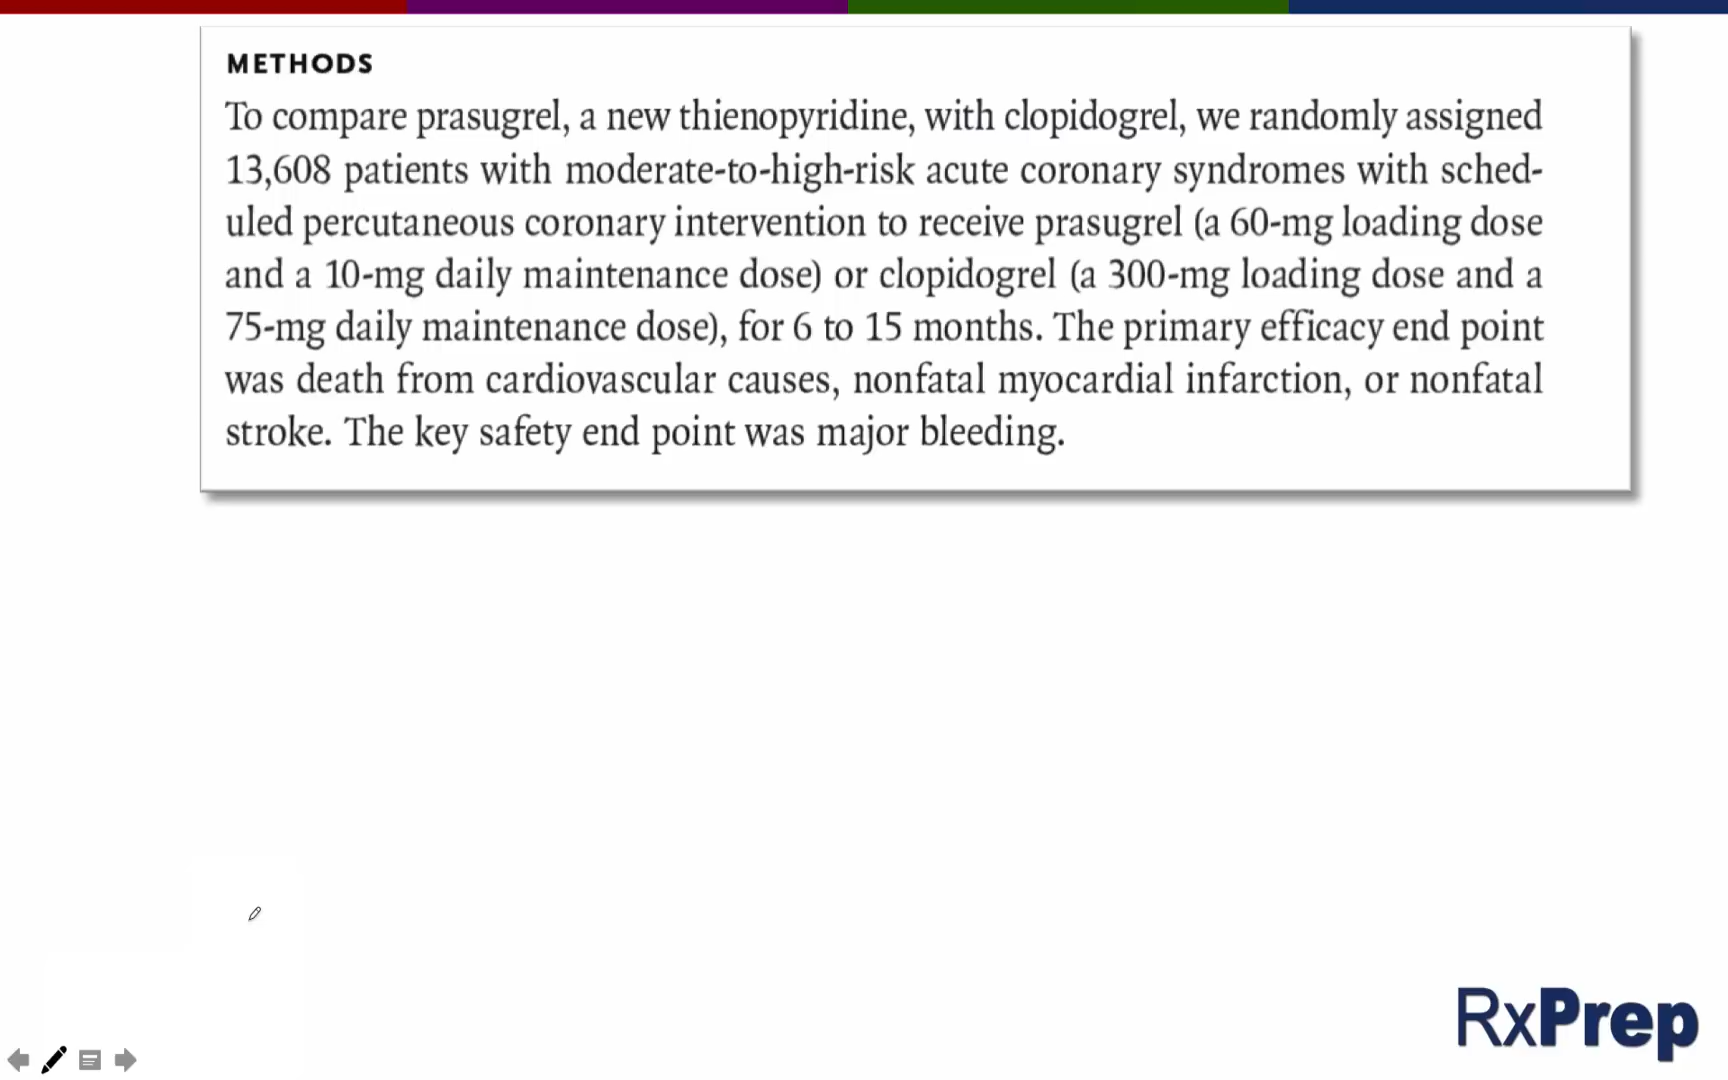 METHODS
To compare prasugrel, a new thienopyridine, with clopidogrel, we randomly assigned
13,608 patients with moderate-to-high-risk acute coronary syndromes with sched-
uled percutaneous coronary intervention to receive prasugrel (a 60-mg loading dose
and a 10-mg daily maintenance dose) or clopidogrel (a 300-mg loading dose and a
75-mg daily maintenance dose), for 6 to 15 months. The primary efficacy end point
was death from cardiovascular causes, nonfatal myocardial infarction, or nonfatal
stroke. The key safety end point was major bleeding.
RxPrep